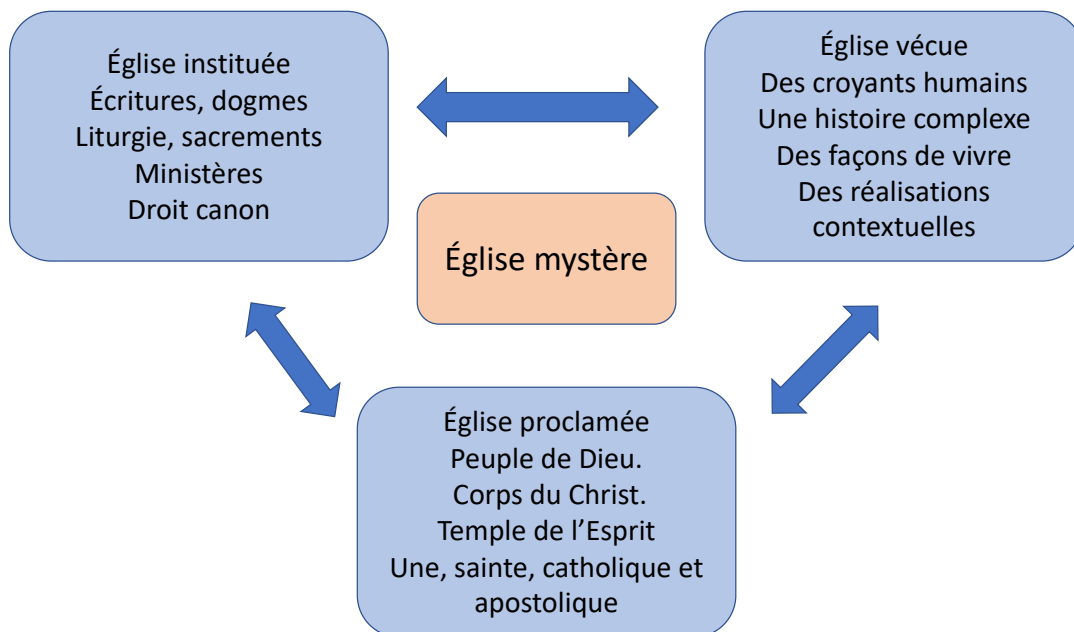 Église instituée
Écritures, dogmes
Liturgie, sacrements
Ministères
Droit canon
Église vécue
Des croyants humains
Une histoire complexe
Des façons de vivre
Des réalisations
contextuelles
Église mystère
Église proclamée
Peuple de Dieu.
Corps du Christ.
Temple de l’Esprit
Une, sainte, catholique et
apostolique